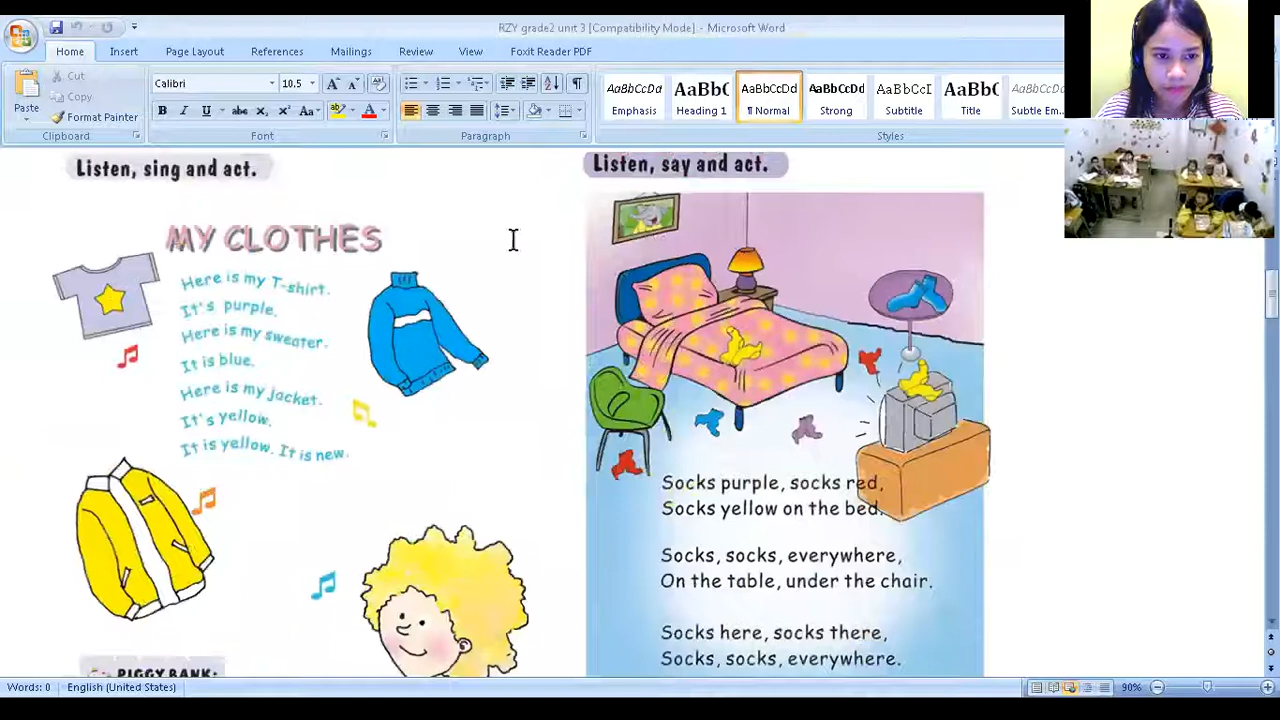 RZY grade2 unit 3 [Compatibility Mode] - Microsoft Word
Home Insert Page Layout References Mailings Review View Foxit Reader PDF
Paste
Cut
Copy
Format Painter
Clipboard
Calibri 10.5
Font
Paragraph
AaBbCcDd AaBbC AaBbCcDd AaBbCcDd AaBbCcI AaBbC AaBbCcDd
Emphasis Heading 1 ¶ Normal Strong Subtitle Title Subtle Em...
Styles
Listen, sing and act.
MY CLOTHES
Here is my T-shirt.
It's purple.
Here is my sweater.
It is blue.
Here is my jacket.
It's yellow.
It is yellow. It is new.
PIGGY BANK:
Listen, say and act.
Socks purple, socks red,
Socks yellow on the bed.
Socks, socks, everywhere,
On the table, under the chair.
Socks here, socks there,
Socks, socks, everywhere.
Words: 0 English (United States) 90%